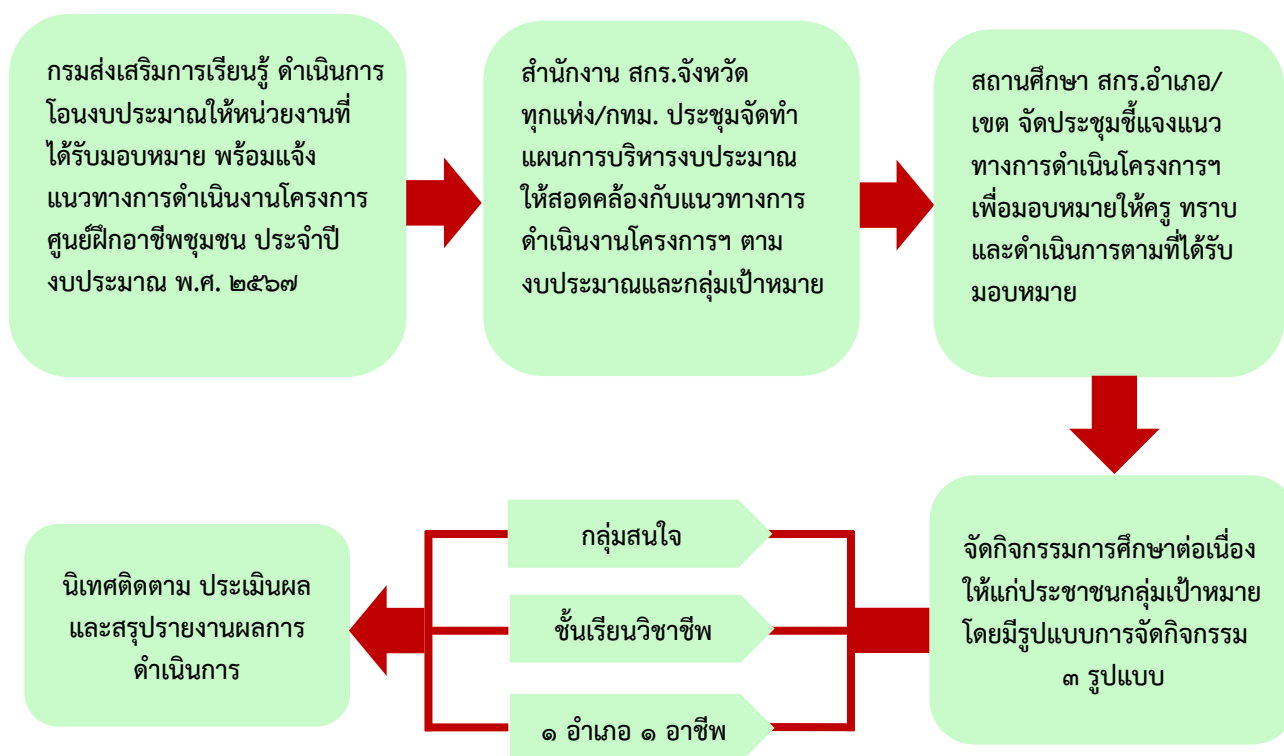 กรมส่งเสริมการเรียนรู้ ดำเนินการ
โอนงบประมาณให้หน่วยงานที่
ได้รับมอบหมาย พร้อมแจ้ง
แนวทางการดำเนินงานโครงการ
ศูนย์ฝึกอาชีพชุมชน ประจำปี
งบประมาณ พ.ศ. ๒๕๖๗
สำนักงาน สกร.จังหวัด
ทุกแห่ง/กทม. ประชุมจัดทำ
แผนการบริหารงบประมาณ
ให้สอดคล้องกับแนวทางการ
ดำเนินงานโครงการฯ ตาม
งบประมาณและกลุ่มเป้าหมาย
สถานศึกษา สกร.อำเภอ/
เขต จัดประชุมชี้แจงแนว
ทางการดำเนินโครงการฯ
เพื่อมอบหมายให้ครู ทราบ
และดำเนินการตามที่ได้รับ
มอบหมาย
จัดกิจกรรมการศึกษาต่อเนื่อง
ให้แก่ประชาชนกลุ่มเป้าหมาย
โดยมีรูปแบบการจัดกิจกรรม
๓ รูปแบบ
กลุ่มสนใจ
ชั้นเรียนวิชาชีพ
๑ อำเภอ ๑ อาชีพ
นิเทศติดตาม ประเมินผล
และสรุปรายงานผลการ
ดำเนินการ